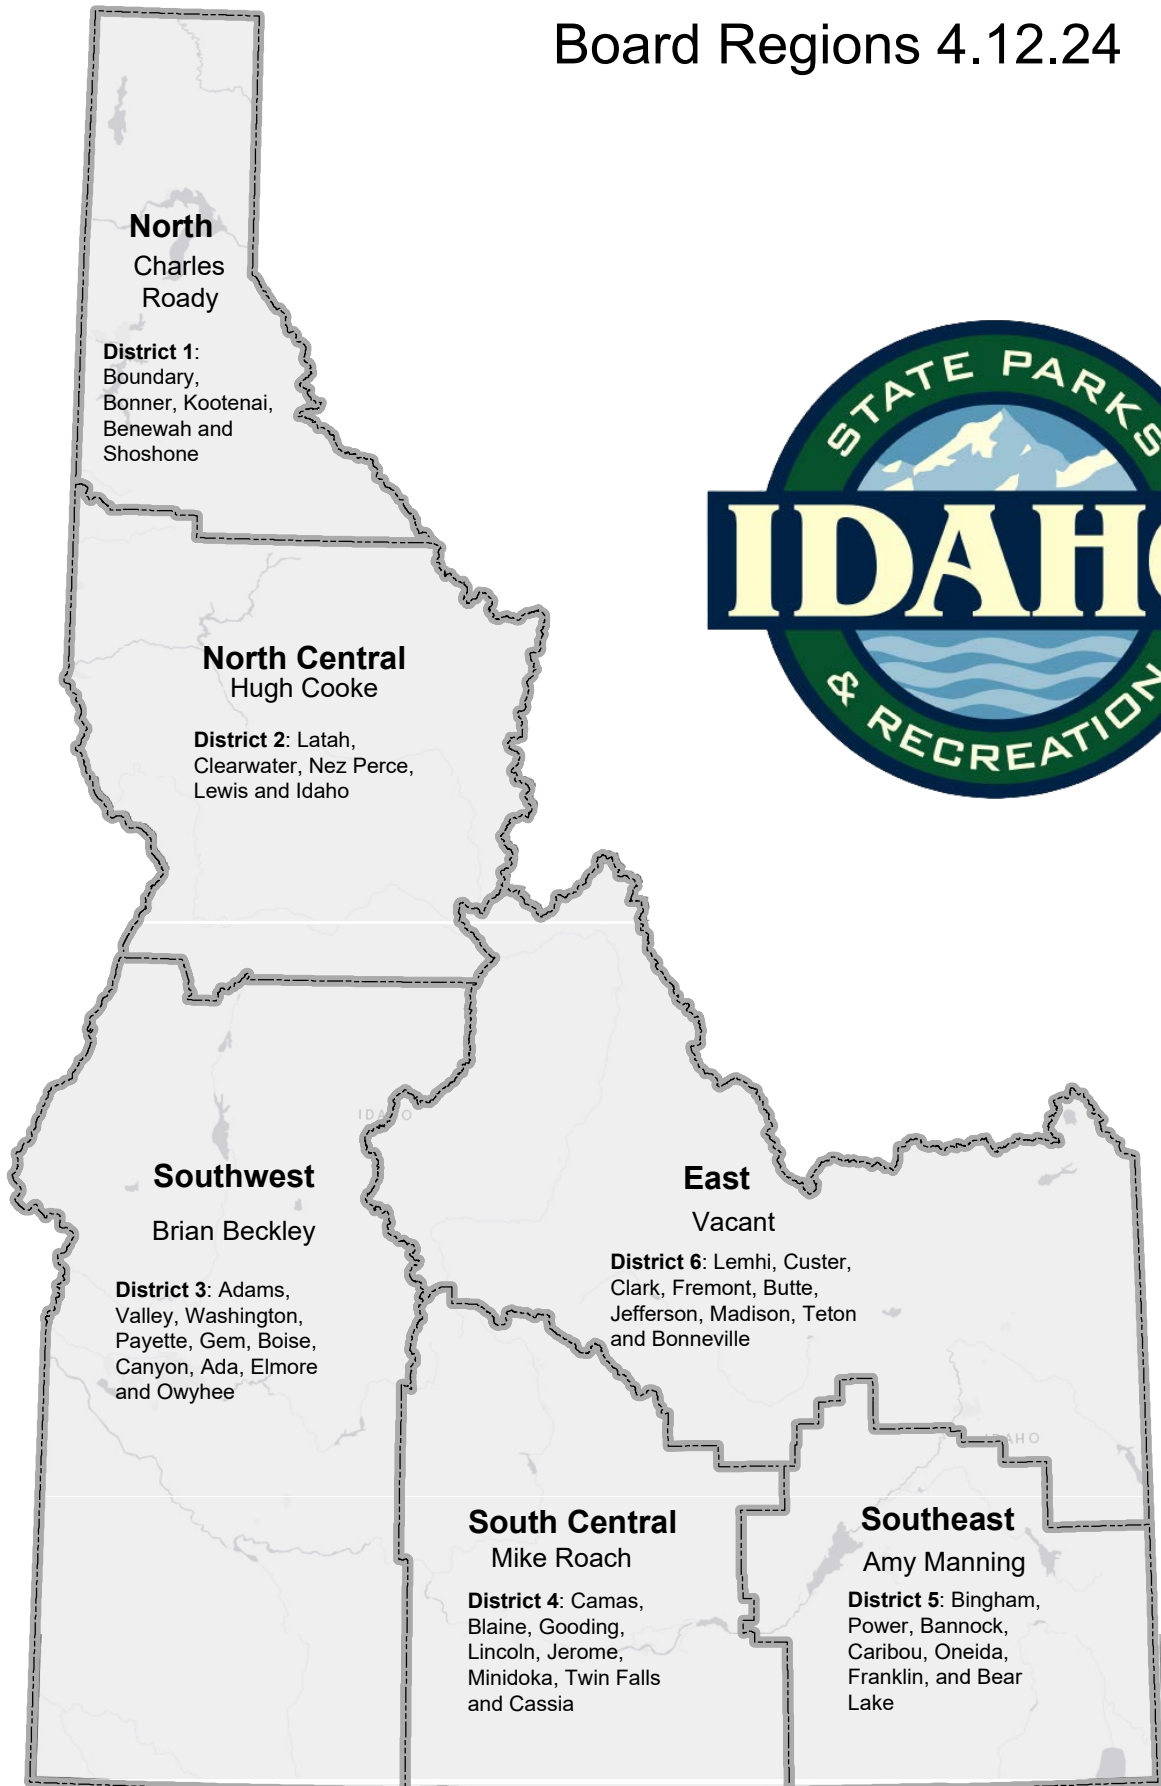 Board Regions 4.12.24
North
Charles
Roady
District 1:
Boundary,
Bonner, Kootenai,
Benewah and
Shoshone
STATE PARKS
IDAHO
& RECREATION
North Central
Hugh Cooke
District 2: Latah,
Clearwater, Nez Perce,
Lewis and Idaho
IDAHO
Southwest
Brian Beckley
District 3: Adams,
Valley, Washington,
Payette, Gem, Boise,
Canyon, Ada, Elmore
and Owyhee
East
Vacant
District 6: Lemhi, Custer,
Clark, Fremont, Butte,
Jefferson, Madison, Teton
and Bonneville
IDAHO
South Central
Mike Roach
District 4: Camas,
Blaine, Gooding,
Lincoln, Jerome,
Minidoka, Twin Falls
and Cassia
Southeast
Amy Manning
District 5: Bingham,
Power, Bannock,
Caribou, Oneida,
Franklin, and Bear
Lake